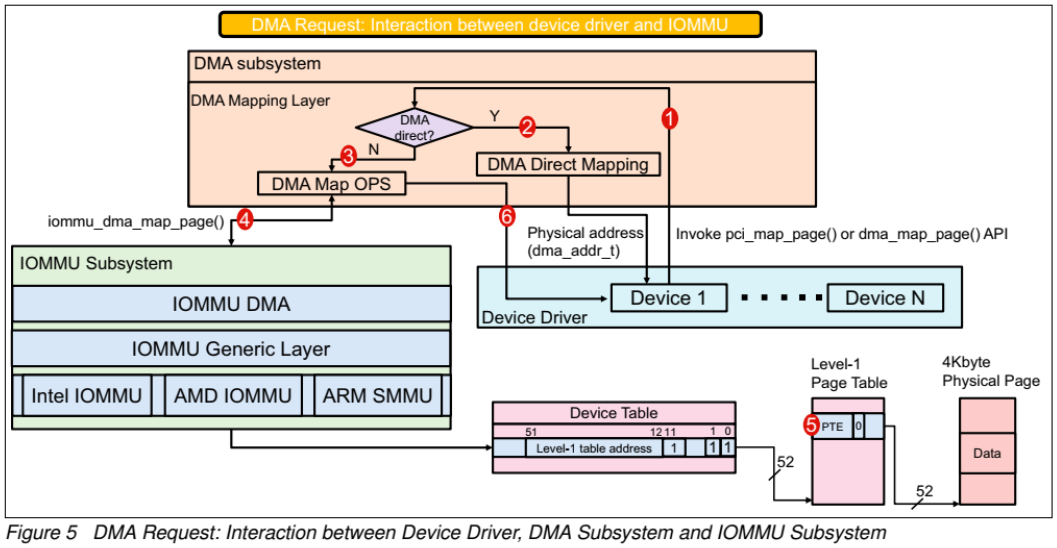 DMA Request: Interaction between device driver and IOMMU
DMA subsystem
DMA Mapping Layer
1
DMA
direct?
Y
2
N
3
DMA Direct Mapping
DMA Map OPS
iommu_dma_map_page()
4
6
Physical address
(dma_addr_t)
Invoke pci_map_page() or dma_map_page() API
IOMMU Subsystem
IOMMU DMA
IOMMU Generic Layer
Intel IOMMU
AMD IOMMU
ARM SMMU
Device 1
Device N
Device Driver
Device Table
51
12 11
1
0
Level-1 table address
1
1
1
52
Level-1
Page Table
5
PTE
0
52
4Kbyte
Physical Page
Data
Figure 5 DMA Request: Interaction between Device Driver, DMA Subsystem and IOMMU Subsystem